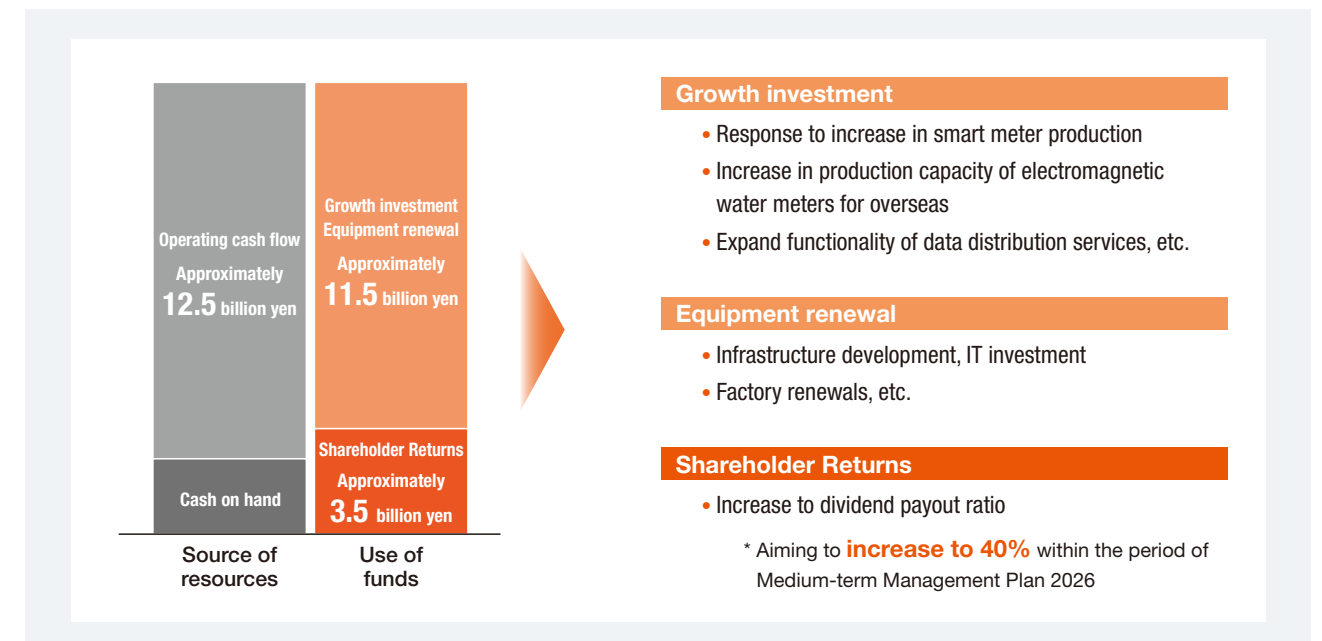 Operating cash flow
Approximately
12.5 billion yen
Cash on hand
Source of
resources
Growth investment
Equipment renewal
Approximately
11.5 billion yen
Shareholder Returns
Approximately
3.5 billion yen
Use of
funds
Growth investment
• Response to increase in smart meter production
• Increase in production capacity of electromagnetic
water meters for overseas
• Expand functionality of data distribution services, etc.
Equipment renewal
• Infrastructure development, IT investment
• Factory renewals, etc.
Shareholder Returns
• Increase to dividend payout ratio
* Aiming to increase to 40% within the period of
Medium-term Management Plan 2026